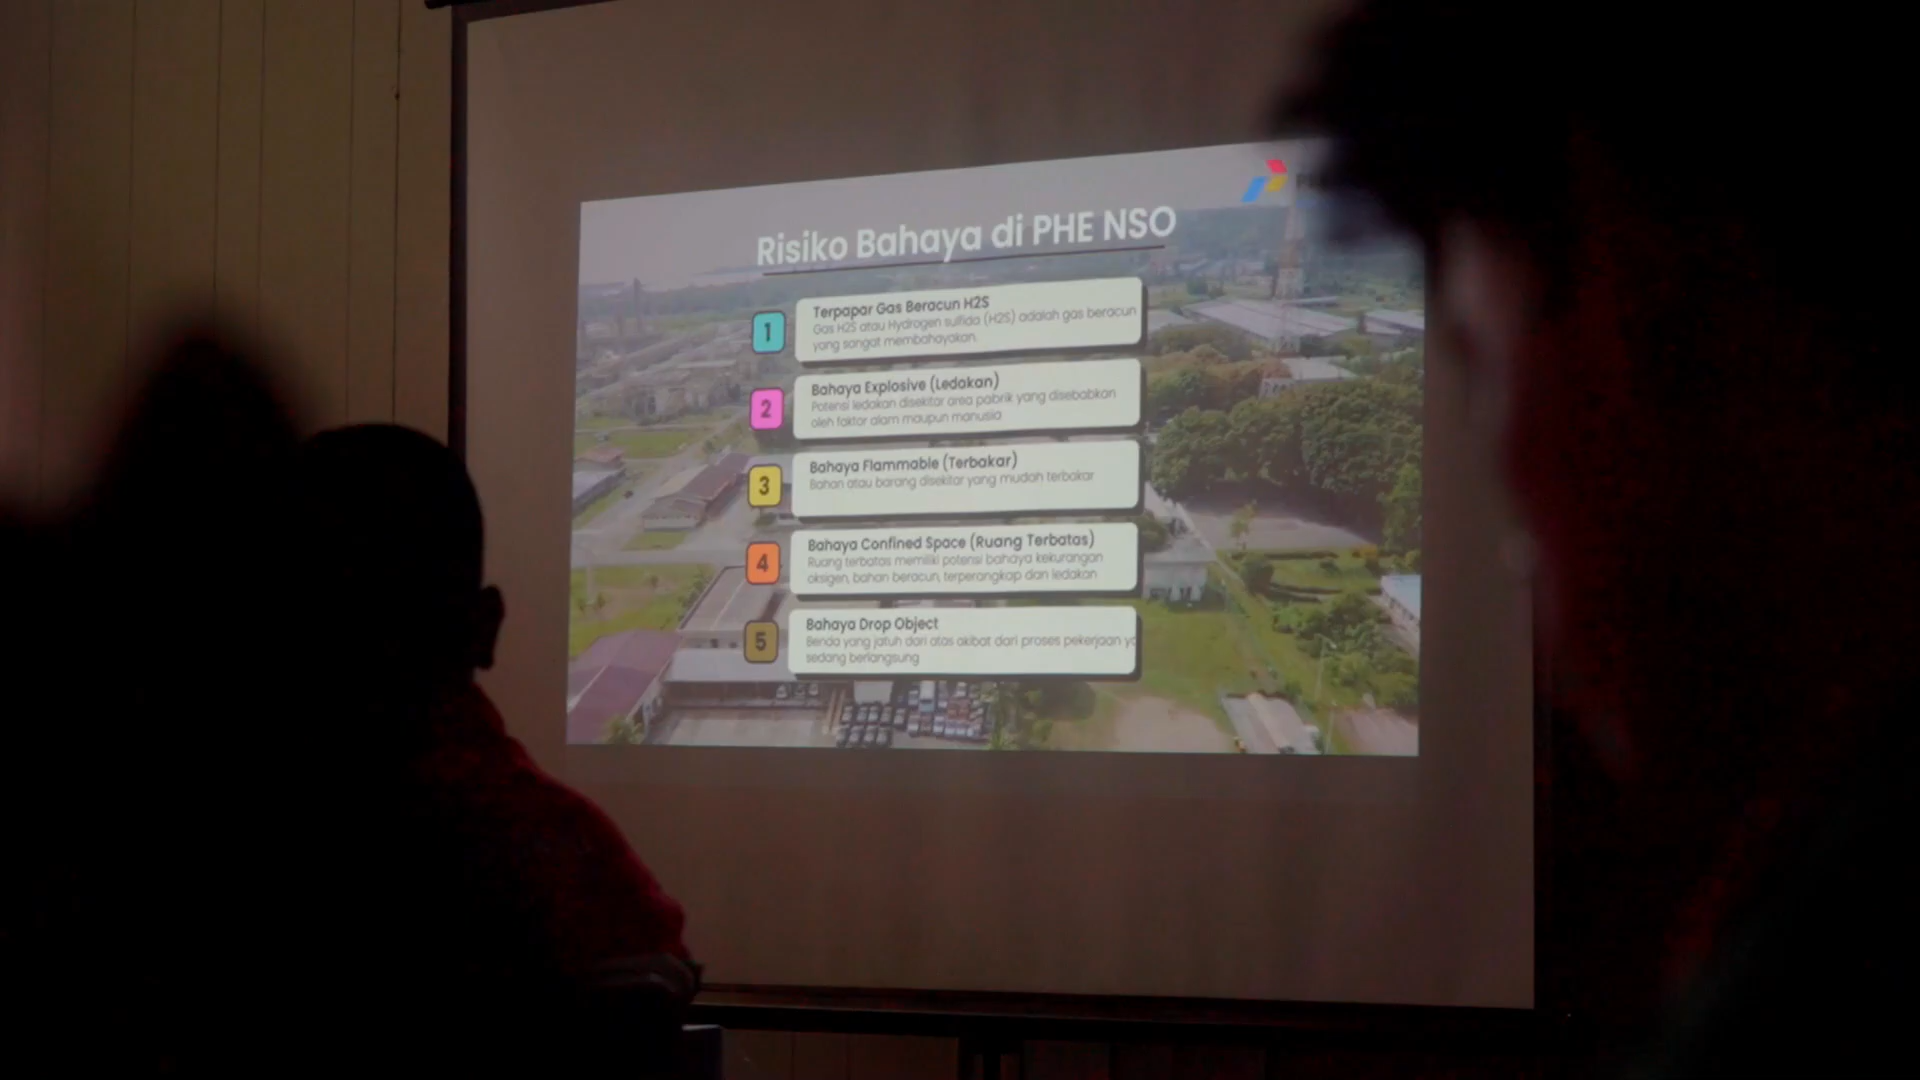 Risiko Bahaya di PHE NSO
1
Terpapar Gas Beracun H2S
Gas H2S atau Hydrogen sulfida (H2S) adalah gas beracun
yang sangat membahayakan.
2
Bahaya Explosive (Ledakan)
Potensi ledakan disekitar area pabrik yang disebabkan
oleh faktor alam maupun manusia
3
Bahaya Flammable (Terbakar)
Bahan atau barang disekitar yang mudah terbakar
4
Bahaya Confined Space (Ruang Terbatas)
Ruang terbatas memiliki potensi bahaya kekurangan
oksigen, bahan beracun, terperangkap dan ledakan
5
Bahaya Drop Object
Benda yang jatuh dari atas akibat dari proses pekerjaan
sedang berlangsung